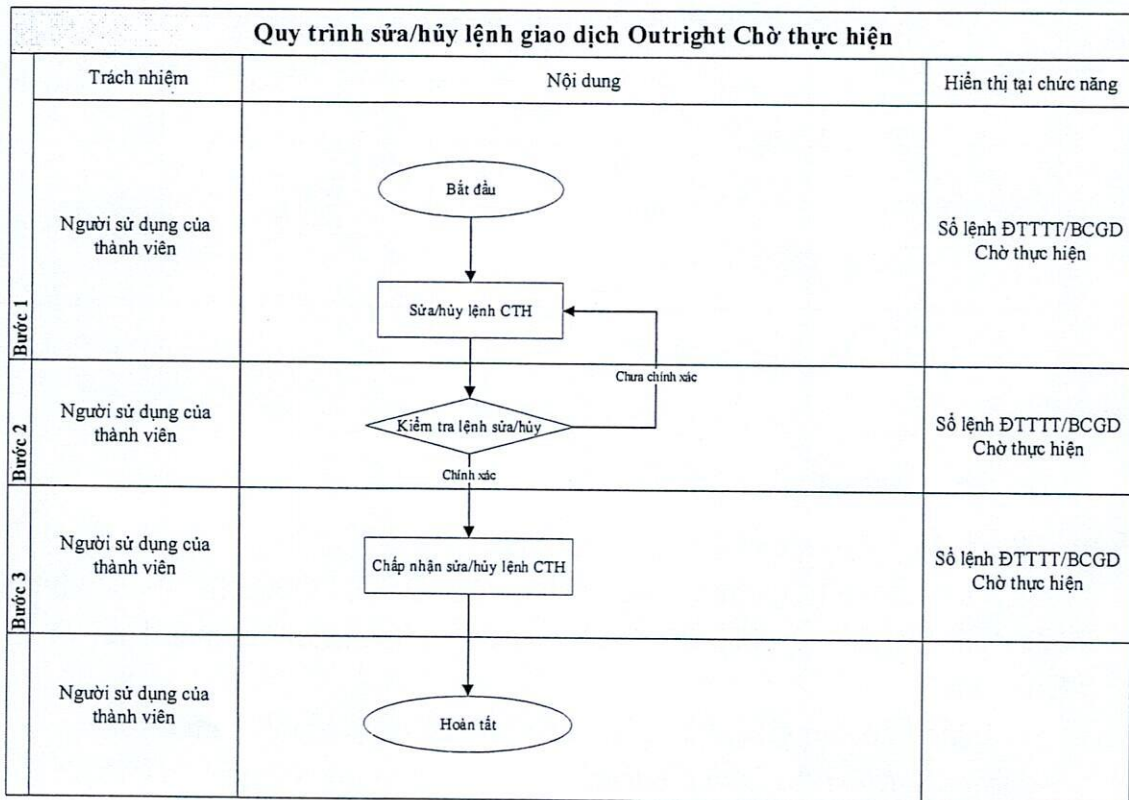 Quy trình sửa/hủy lệnh giao dịch Outright Chờ thực hiện
Trách nhiệm
Nội dung
Hiển thị tại chức năng
Bước 1
Người sử dụng của
thành viên
Bắt đầu
Sửa/hủy lệnh CTH
Sổ lệnh ĐTTTT/BCGD
Chờ thực hiện
Chưa chính xác
Bước 2
Người sử dụng của
thành viên
Kiểm tra lệnh sửa/hủy
Chính xác
Sổ lệnh ĐTTTT/BCGD
Chờ thực hiện
Bước 3
Người sử dụng của
thành viên
Chấp nhận sửa/hủy lệnh CTH
Sổ lệnh ĐTTTT/BCGD
Chờ thực hiện
Người sử dụng của
thành viên
Hoàn tất